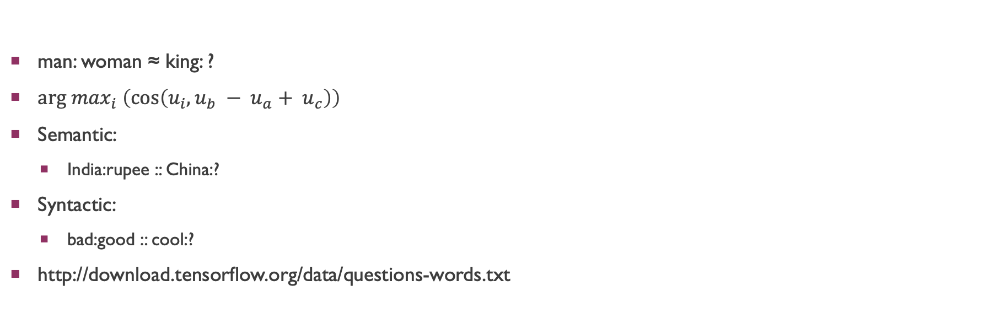 man: woman ≈ king: ?
arg max_i (cos(u_i, u_b − u_a + u_c))
Semantic:
India:rupee :: China:?
Syntactic:
bad:good :: cool:?
http://download.tensorflow.org/data/questions-words.txt